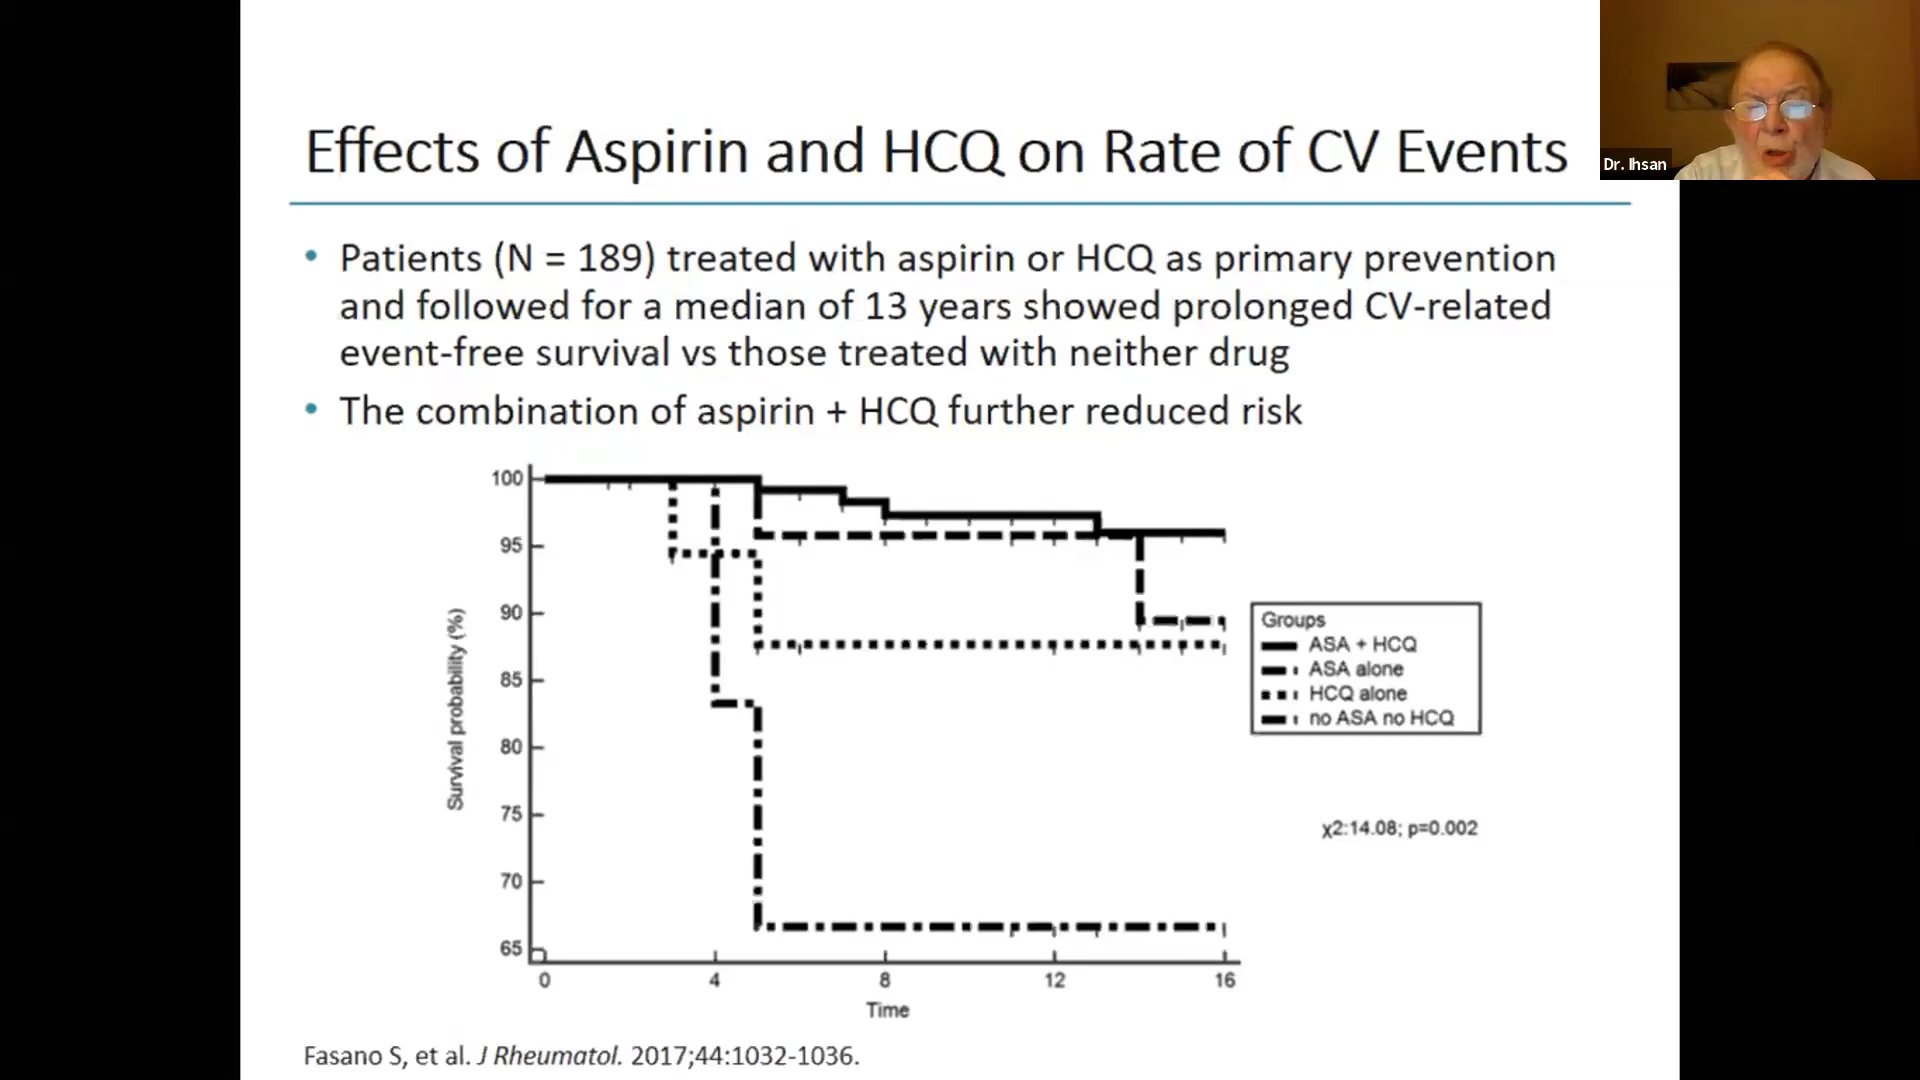 Effects of Aspirin and HCQ on Rate of CV Events
Dr. Ihsan
• Patients (N = 189) treated with aspirin or HCQ as primary prevention
and followed for a median of 13 years showed prolonged CV-related
event-free survival vs those treated with neither drug
• The combination of aspirin + HCQ further reduced risk
100
95
90
85
80
75
70
65
Survival probability (%)
0 4 8 12 16
Time
Groups
ASA + HCQ
ASA alone
HCQ alone
no ASA no HCQ
χ2:14.08; p=0.002
Fasano S, et al. J Rheumatol. 2017;44:1032-1036.